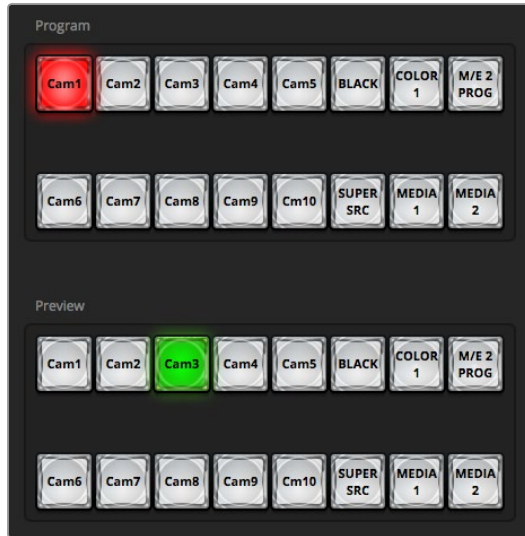 Program
Cam1 Cam2 Cam3 Cam4 Cam5 BLACK COLOR 1 M/E 2 PROG
Cam6 Cam7 Cam8 Cam9 Cm10 SUPER SRC MEDIA 1 MEDIA 2
Preview
Cam1 Cam2 Cam3 Cam4 Cam5 BLACK COLOR 1 M/E 2 PROG
Cam6 Cam7 Cam8 Cam9 Cm10 SUPER SRC MEDIA 1 MEDIA 2